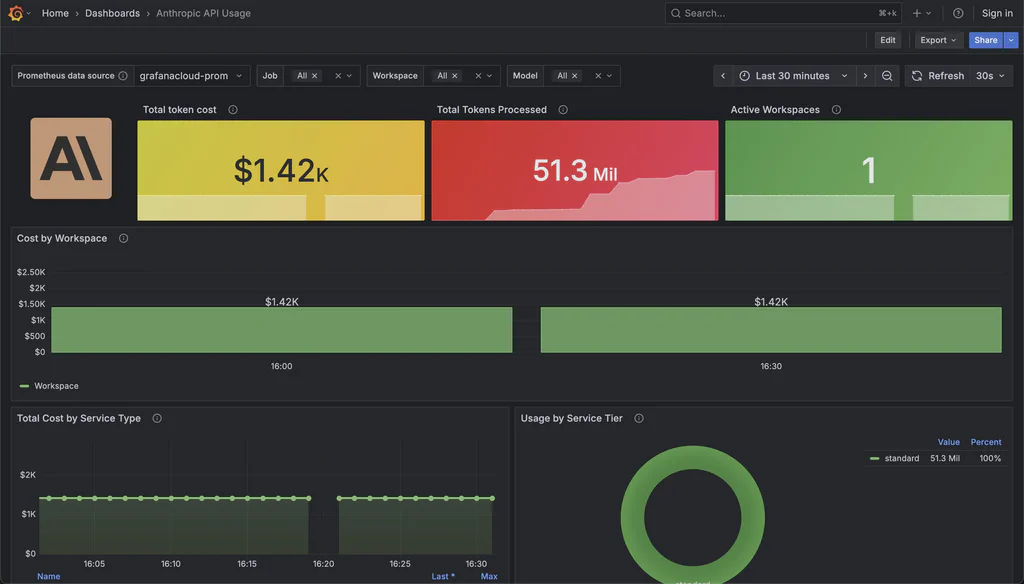 Home › Dashboards › Anthropic API Usage
Search... ⌘+k
Sign in
Edit Export Share
Prometheus data source grafanacloud-prom Job All × Workspace All × Model All × Last 30 minutes Refresh 30s
Total token cost
$1.42K
Total Tokens Processed
51.3 Mil
Active Workspaces
1
Cost by Workspace
$2.50K
$2K
$1.50K
$1K
$500
$0
$1.42K $1.42K
16:00 16:30
Workspace
Total Cost by Service Type
$2K
$1K
$0
16:05 16:10 16:15 16:20 16:25 16:30
Name Last * Max
Usage by Service Tier
Value Percent
standard 51.3 Mil 100%
standard